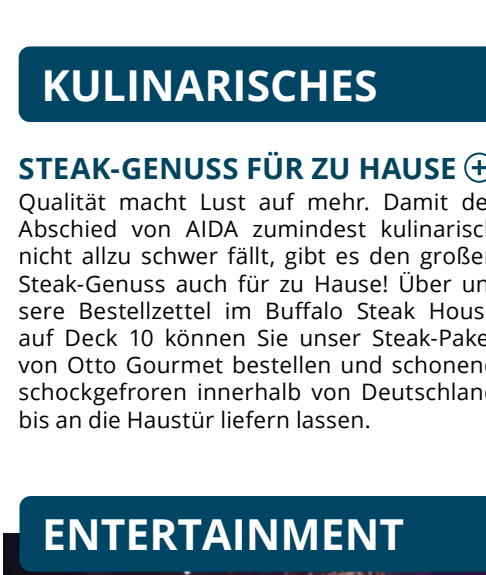 KULINARISCHES
STEAK-GENUSS FÜR ZU HAUSE
Qualität macht Lust auf mehr. Damit de
Abschied von AIDA zumindest kulinarisch
nicht allzu schwer fällt, gibt es den großen
Steak-Genuss auch für zu Hause! Über un
sere Bestellzettel im Buffalo Steak Hous
auf Deck 10 können Sie unser Steak-Pake
von Otto Gourmet bestellen und schonend
schockgefroren innerhalb von Deutschland
bis an die Haustür liefern lassen.
ENTERTAINMENT